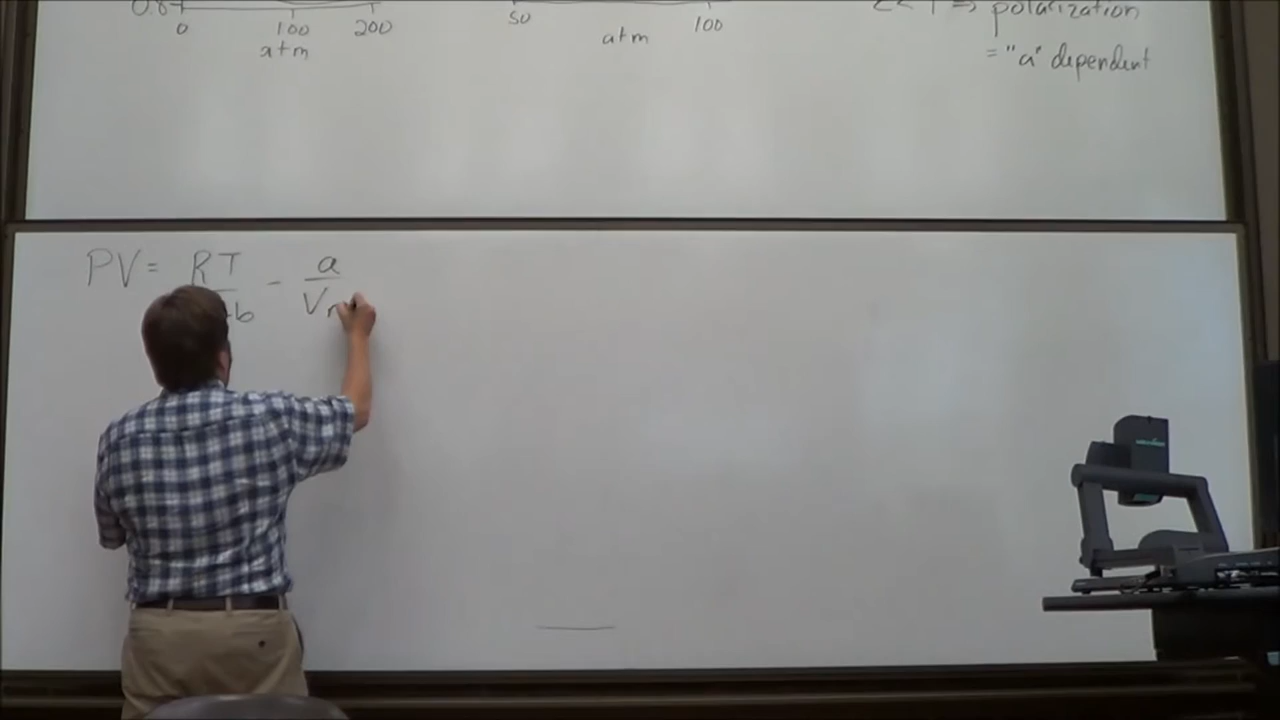 0 100 200
atm
50 100
atm
polarization
= "a" dependent
PV = RT - a
b V